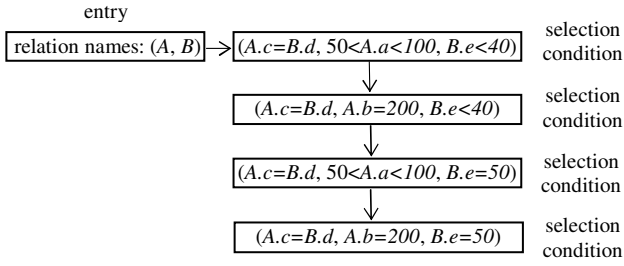 entry
relation names: (A, B)
(A.c=B.d, 50<A.a<100, B.e<40)
selection
condition
(A.c=B.d, A.b=200, B.e<40)
selection
condition
(A.c=B.d, 50<A.a<100, B.e=50)
selection
condition
(A.c=B.d, A.b=200, B.e=50)
selection
condition